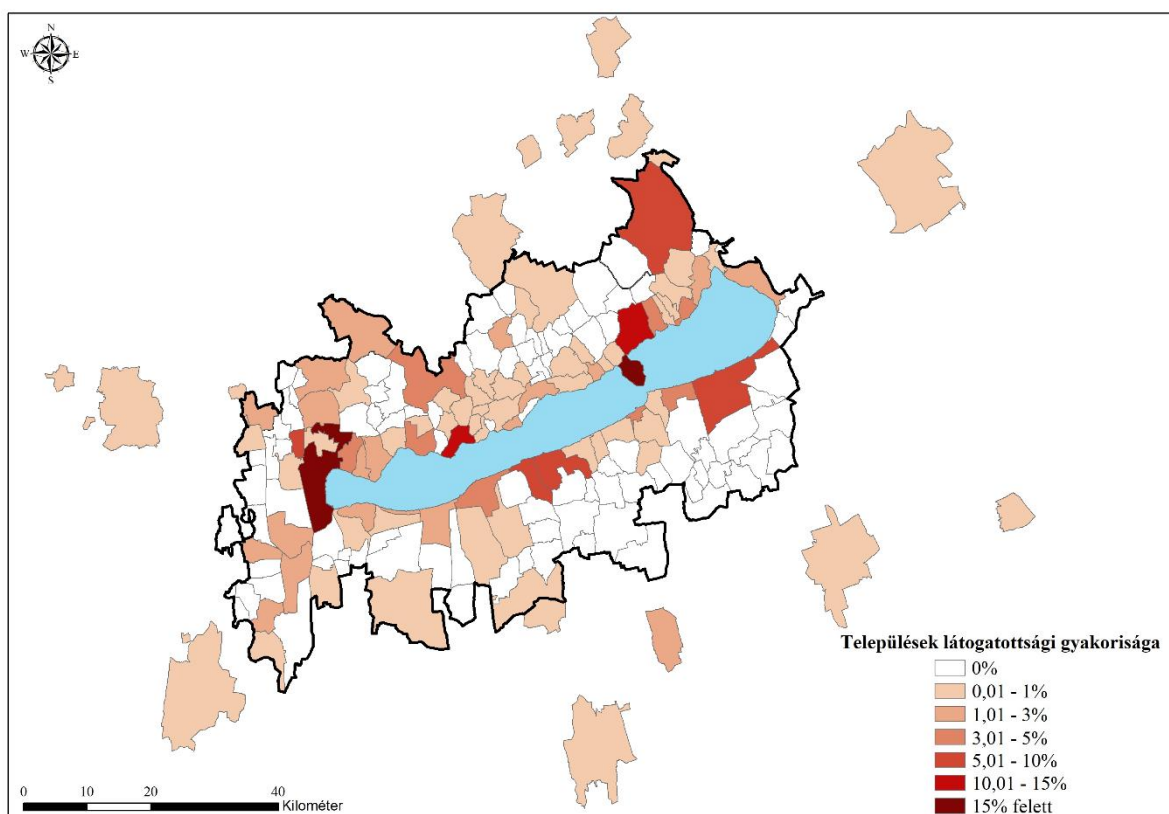 N
W E
S
Települések látogatottsági gyakorisága
0%
0,01 - 1%
1,01 - 3%
3,01 - 5%
5,01 - 10%
10,01 - 15%
15% felett
0 10 20 40
Kilométer